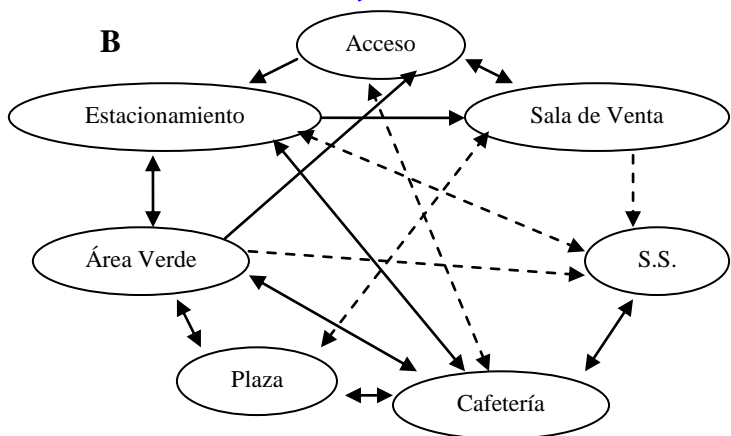 B
Acceso
Estacionamiento
Sala de Venta
Área Verde
S.S.
Plaza
Cafetería